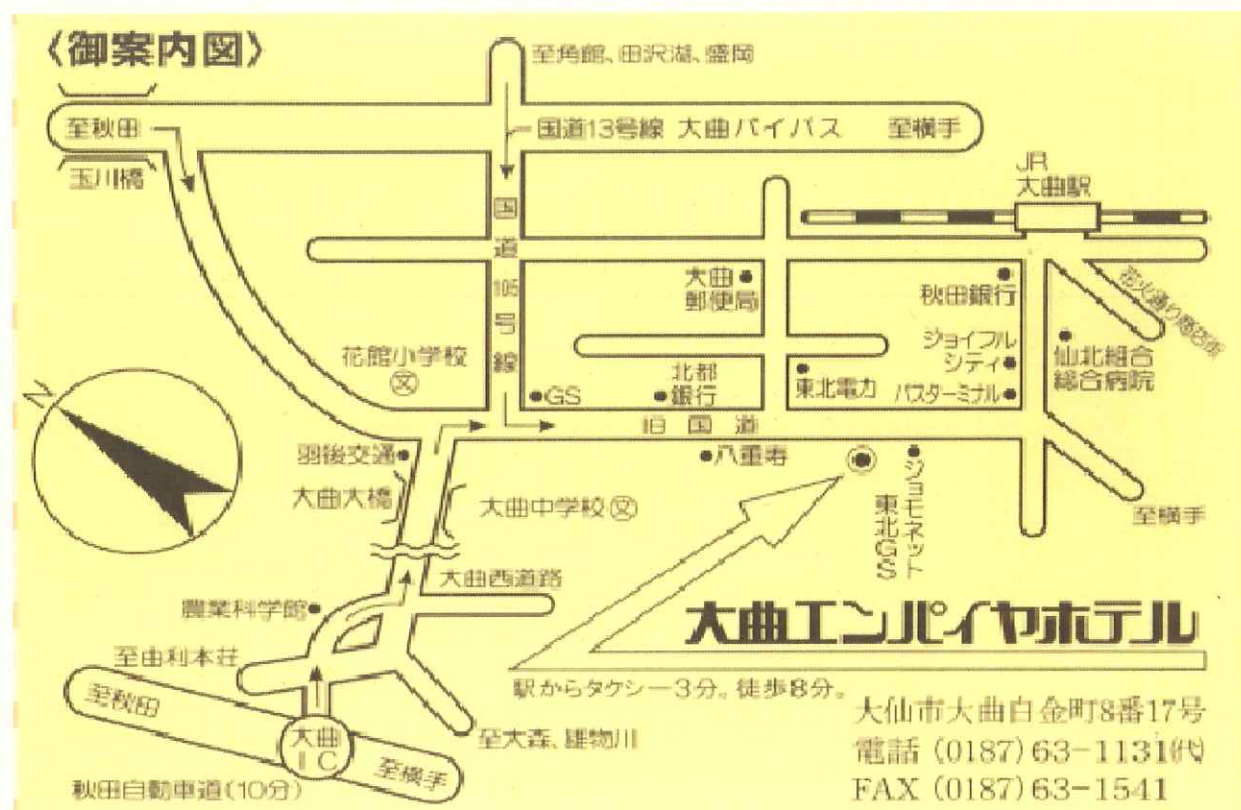 〈御案内図〉
至角館、田沢湖、盛岡
至秋田
国道13号線 大曲バイパス
至横手
玉川橋
JR
大曲駅
国道105号線
大曲
郵便局
秋田銀行
花火通り商店街
花館小学校
文
ジョイフル
シティ
仙北組合
総合病院
GS
北都
銀行
東北電力
バスターミナル
N
旧国道
羽後交通
八重寿
大曲大橋
大曲中学校 文
ジョモネット
東北GS
至横手
大曲西道路
農業科学館
大曲エンパイヤホテル
至由利本荘
駅からタクシー3分。徒歩8分。
至秋田
大曲
IC
至横手
至大森、雄物川
秋田自動車道(10分)
大仙市大曲白金町8番17号
電話 (0187)63-1131(代)
FAX (0187)63-1541